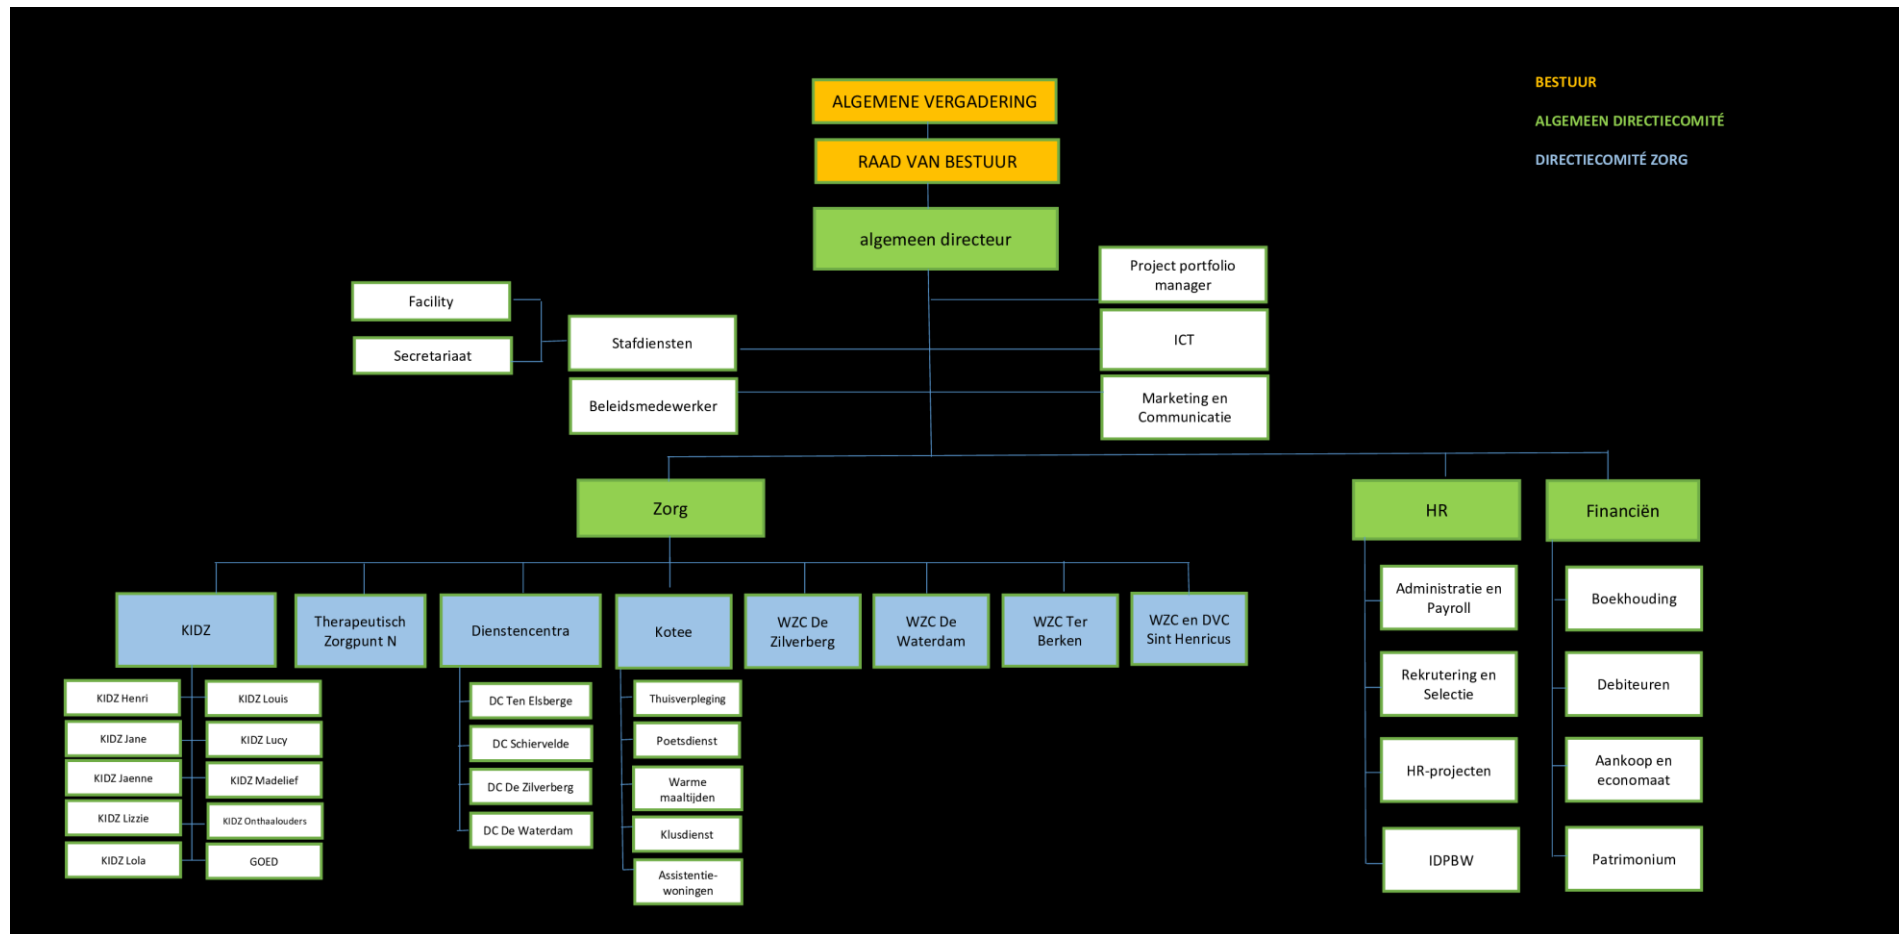 BESTUUR
ALGEMEEN DIRECTIECOMITÉ
DIRECTIECOMITÉ ZORG
ALGEMENE VERGADERING
RAAD VAN BESTUUR
algemeen directeur
Project portfolio
manager
Facility
Secretariaat
Stafdiensten
ICT
Beleidsmedewerker
Marketing en
Communicatie
Zorg
HR
Financiën
KIDZ
Therapeutisch
Zorgpunt N
Dienstencentra
Kotee
WZC De
Zilverberg
WZC De
Waterdam
WZC Ter
Berken
WZC en DVC
Sint Henricus
KIDZ Henri
KIDZ Louis
KIDZ Jane
KIDZ Lucy
KIDZ Jaenne
KIDZ Madelief
KIDZ Lizzie
KIDZ Onthaalouders
KIDZ Lola
GOED
DC Ten Elsberge
DC Schiervelde
DC De Zilverberg
DC De Waterdam
Thuisverpleging
Poetsdienst
Warme
maaltijden
Klusdienst
Assistentie-
woningen
Administratie en
Payroll
Rekrutering en
Selectie
HR-projecten
IDPBW
Boekhouding
Debiteuren
Aankoop en
economaat
Patrimonium